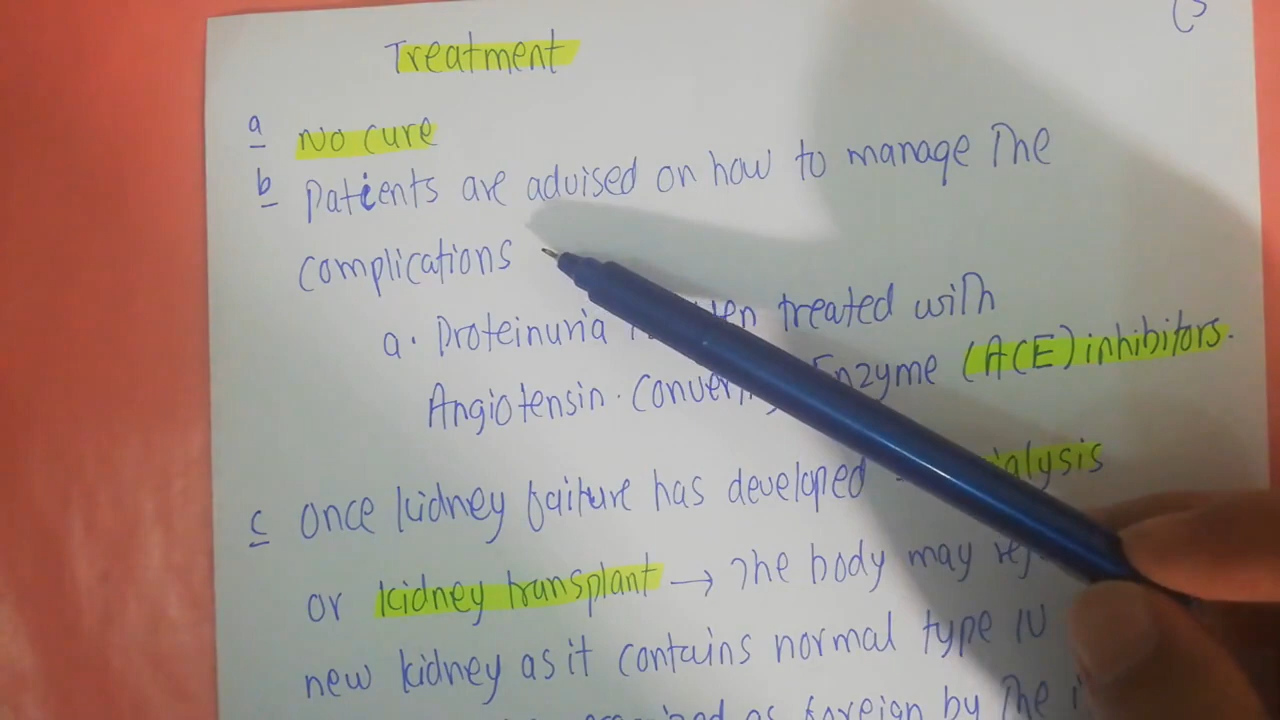 Treatment
a No cure
b Patients are advised on how to manage The
complications
a. Proteinuria treated with
Angiotensin. Enzyme (ACE) inhibitors.
c once kidney failure has developed
or kidney transplant → The body may
new kidney as it contains normal type IV
as foreign by The